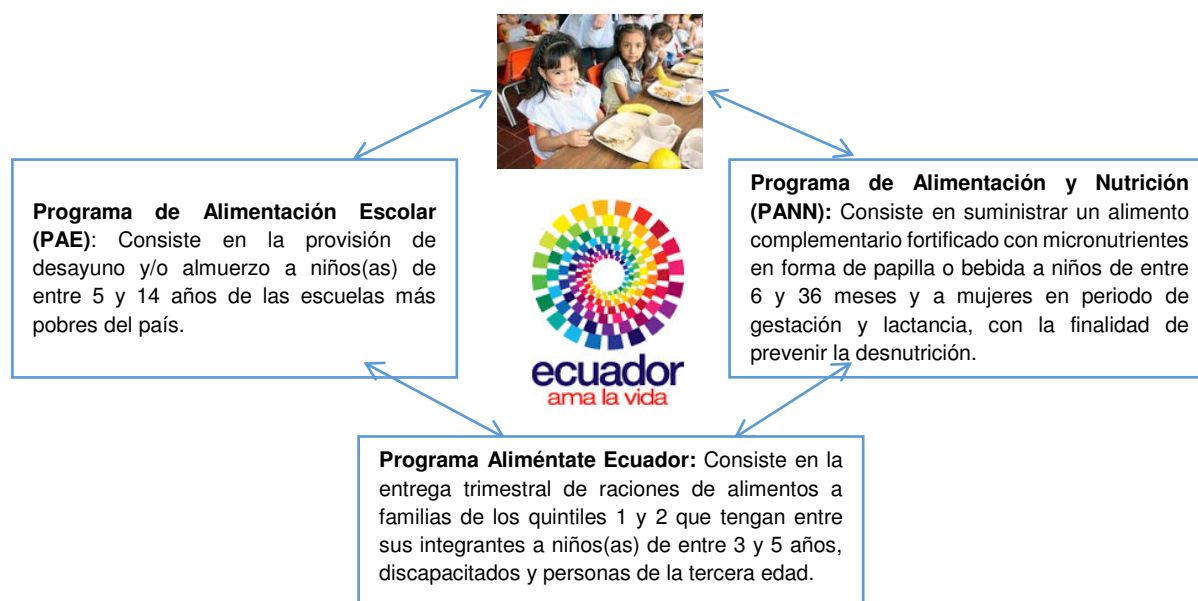 Programa de Alimentación Escolar
(PAE): Consiste en la provisión de
desayuno y/o almuerzo a niños(as) de
entre 5 y 14 años de las escuelas más
pobres del país.
Programa de Alimentación y Nutrición
(PANN): Consiste en suministrar un alimento
complementario fortificado con micronutrientes
en forma de papilla o bebida a niños de entre
6 y 36 meses y a mujeres en periodo de
gestación y lactancia, con la finalidad de
prevenir la desnutrición.
ecuador
ama la vida
Programa Aliméntate Ecuador: Consiste en la
entrega trimestral de raciones de alimentos a
familias de los quintiles 1 y 2 que tengan entre
sus integrantes a niños(as) de entre 3 y 5 años,
discapacitados y personas de la tercera edad.